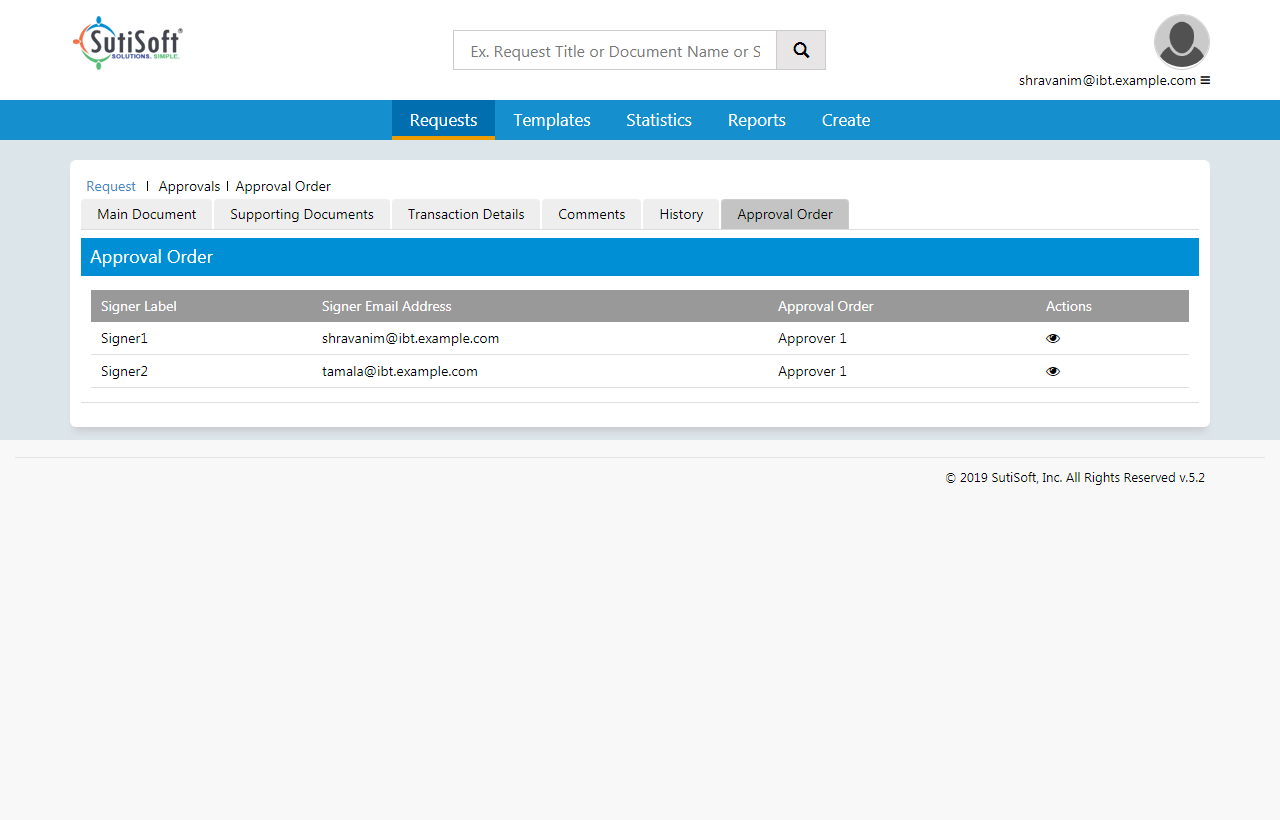 SutiSoft®
SOLUTIONS. SIMPLE.
Ex. Request Title or Document Name or S
shravanim@ibt.example.com
Requests Templates Statistics Reports Create
Request | Approvals | Approval Order
Main Document Supporting Documents Transaction Details Comments History Approval Order
Approval Order
Signer Label Signer Email Address Approval Order Actions
Signer1 shravanim@ibt.example.com Approver 1
Signer2 tamala@ibt.example.com Approver 1
© 2019 SutiSoft, Inc. All Rights Reserved v.5.2